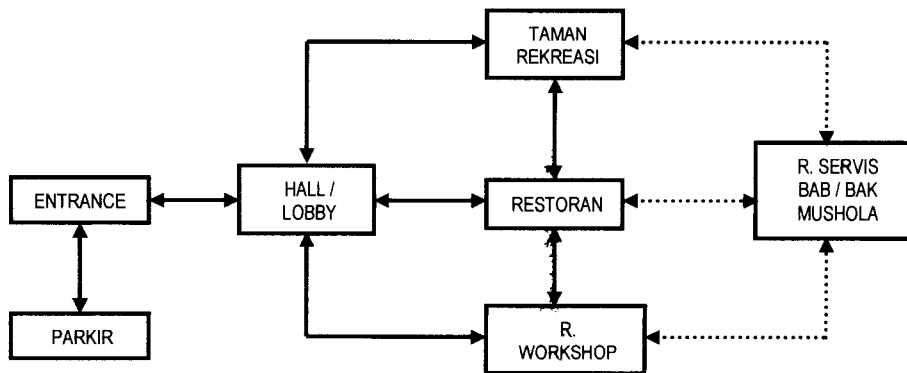 TAMAN
REKREASI
HALL /
LOBBY
ENTRANCE
RESTORAN
R. SERVIS
BAB / BAK
MUSHOLA
PARKIR
R.
WORKSHOP